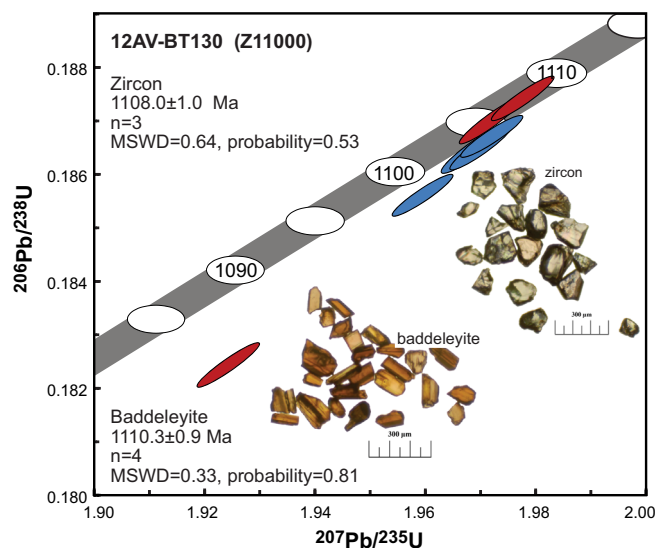 12AV-BT130 (Z11000)
Zircon
1108.0±1.0 Ma
n=3
MSWD=0.64, probability=0.53
1110
1100
1090
zircon
300 µm
baddeleyite
300 µm
Baddeleyite
1110.3±0.9 Ma
n=4
MSWD=0.33, probability=0.81
0.188
0.186
0.184
0.182
0.180
206Pb/238U
1.90 1.92 1.94 1.96 1.98 2.00
207Pb/235U